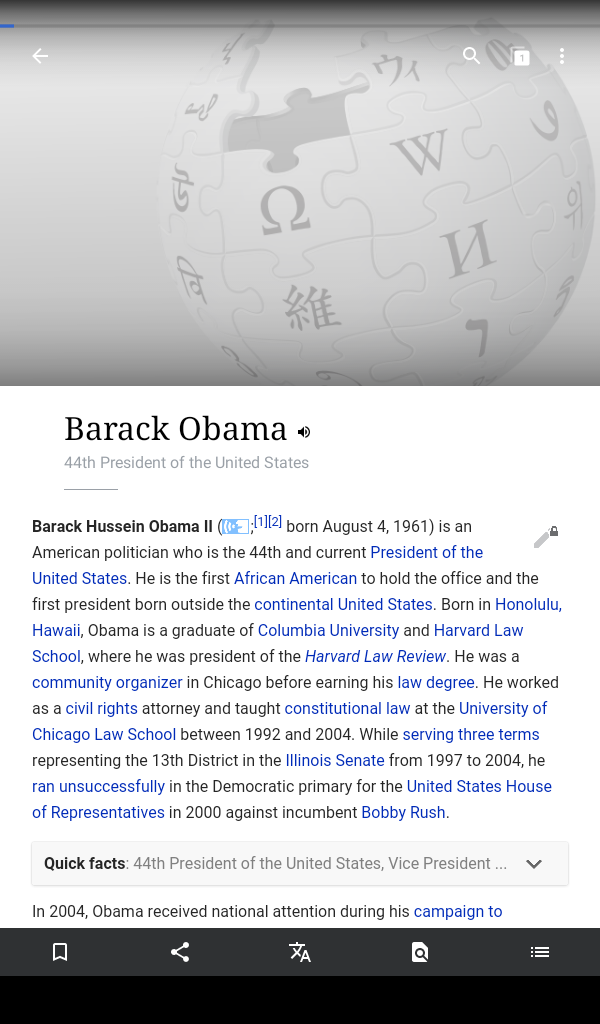 ウィ
W
Ω
И
維
7
1
Barack Obama
44th President of the United States
Barack Hussein Obama II (;[1][2] born August 4, 1961) is an
American politician who is the 44th and current President of the
United States. He is the first African American to hold the office and the
first president born outside the continental United States. Born in Honolulu,
Hawaii, Obama is a graduate of Columbia University and Harvard Law
School, where he was president of the Harvard Law Review. He was a
community organizer in Chicago before earning his law degree. He worked
as a civil rights attorney and taught constitutional law at the University of
Chicago Law School between 1992 and 2004. While serving three terms
representing the 13th District in the Illinois Senate from 1997 to 2004, he
ran unsuccessfully in the Democratic primary for the United States House
of Representatives in 2000 against incumbent Bobby Rush.
Quick facts: 44th President of the United States, Vice President ...
In 2004, Obama received national attention during his campaign to